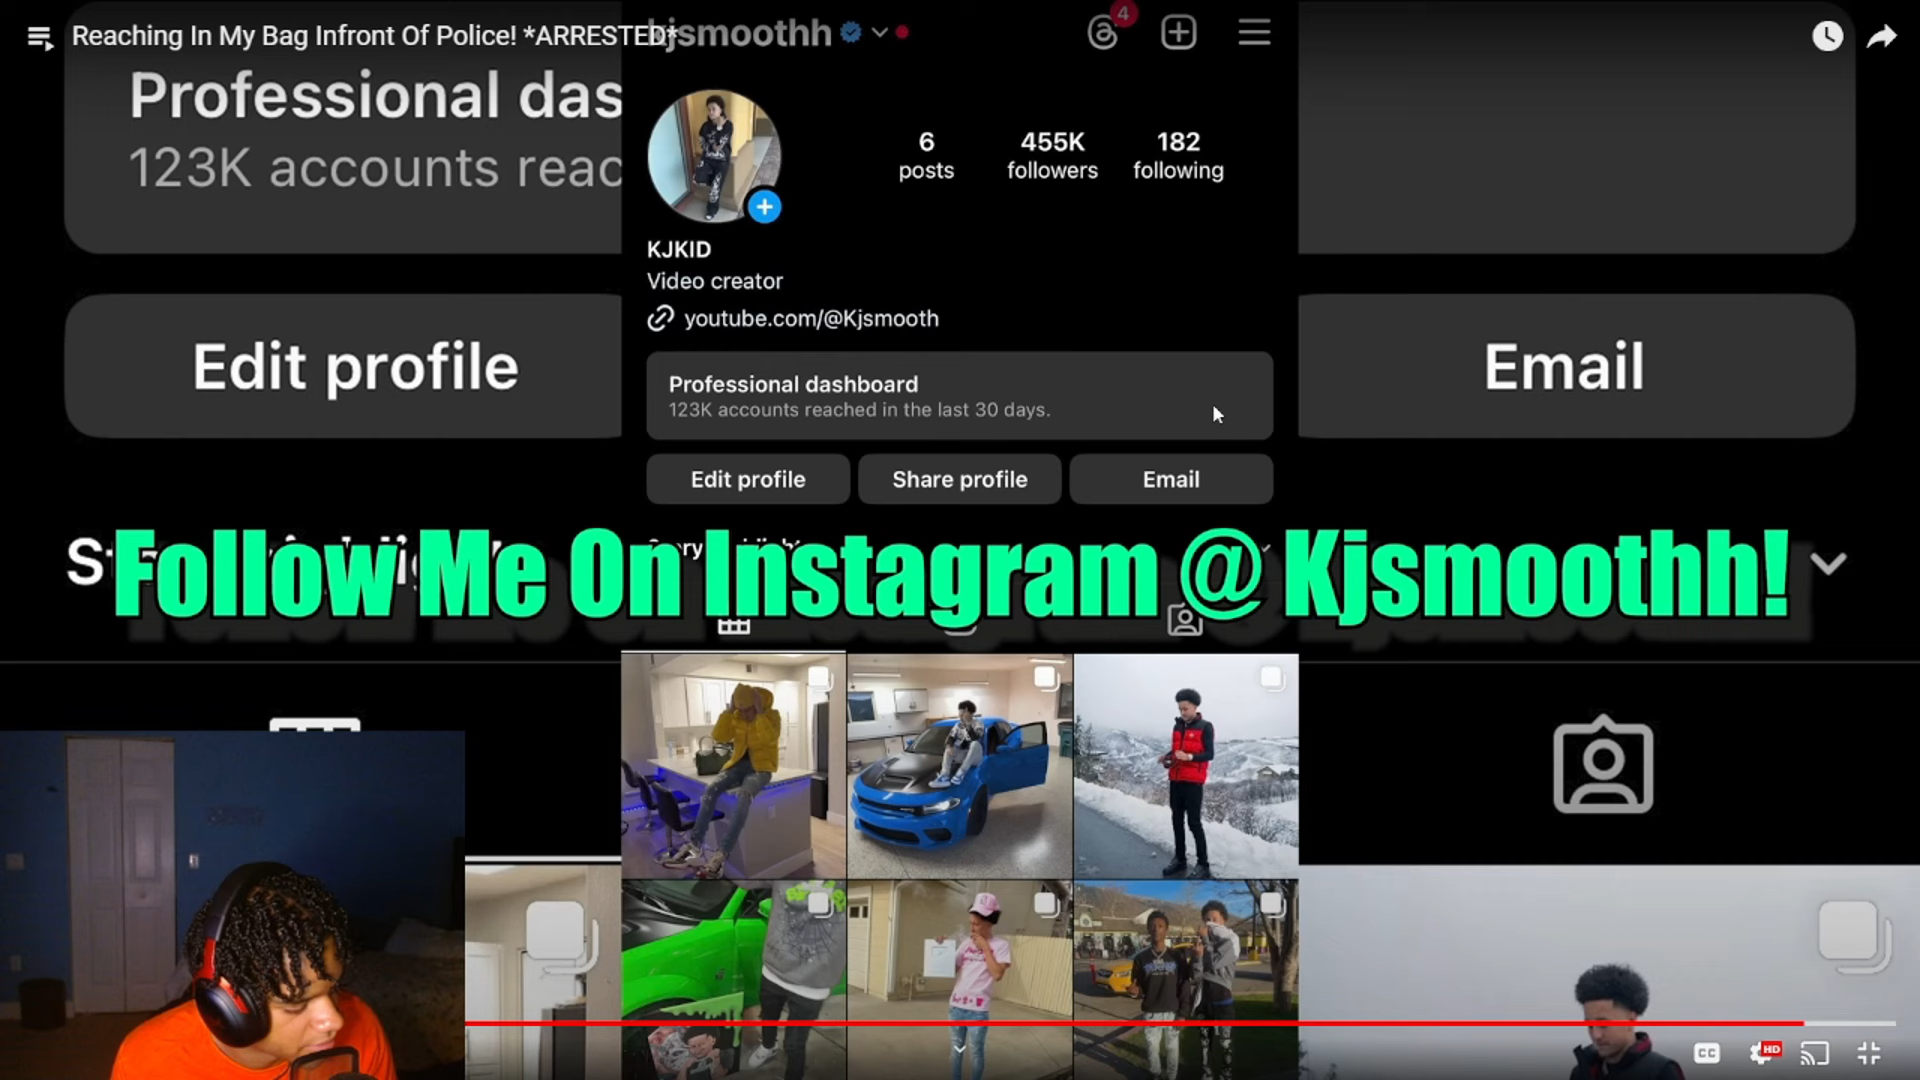 Reaching In My Bag Infront Of Police! *ARRESTED*
kjsmoothh
4
Professional das
123K accounts reac
6
posts
455K
followers
182
following
KJKID
Video creator
youtube.com/@Kjsmooth
Professional dashboard
123K accounts reached in the last 30 days.
Edit profile
Email
Edit profile
Share profile
Email
Follow Me On Instagram @ Kjsmoothh!
CC
HD